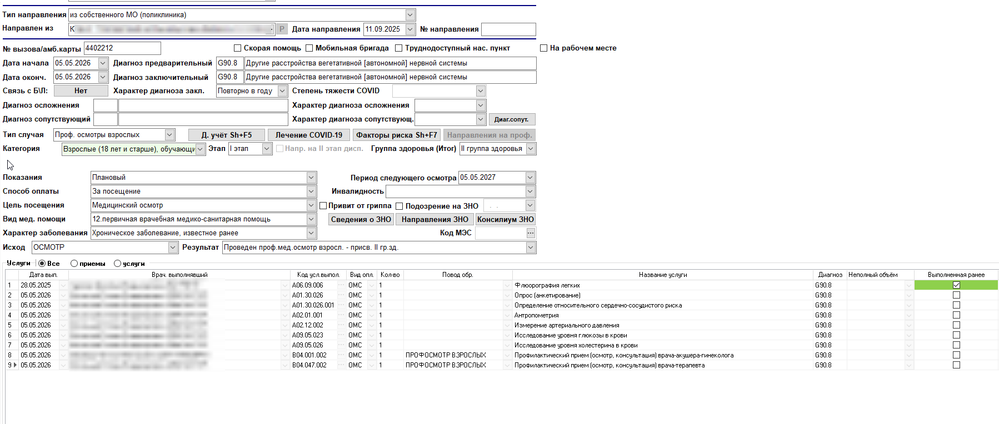 Тип направления из собственного МО (поликлиника)
Направлен из К Р Дата направления 11.09.2025 № направления
№ вызова/амб.карты 4402212 Скорая помощь Мобильная бригада Труднодоступный нас. пункт На рабочем месте
Дата начала 05.05.2026 Диагноз предварительный G90.8 Другие расстройства вегетативной [автономной] нервной системы
Дата оконч. 05.05.2026 Диагноз заключительный G90.8 Другие расстройства вегетативной [автономной] нервной системы
Связь с Б\Л: Нет Характер диагноза закл. Повторно в году Степень тяжести COVID
Диагноз осложнения Характер диагноза осложнения
Диагноз сопутствующий Характер диагноза сопутствующ. Диаг.сопут.
Тип случая Проф. осмотры взрослых Д. учёт Sh+F5 Лечение COVID-19 Факторы риска Sh+F7 Направления на проф.
Категория Взрослые (18 лет и старше), обучающи Этап I этап Напр. на II этап дисп. Группа здоровья (Итог) II группа здоровья
Показания Плановый Период следующего осмотра 05.05.2027
Способ оплаты За посещение Инвалидность
Цель посещения Медицинский осмотр Привит от гриппа Подозрение на ЗНО . .
Вид мед. помощи 12.первичная врачебная медико-санитарная помощь Сведения о ЗНО Направления ЗНО Консилиум ЗНО
Характер заболевания Хроническое заболевание, известное ранее Код МЭС ...
Исход ОСМОТР Результат Проведен проф.мед.осмотр взросл. - присв. II гр.зд.
Услуги Все приемы услуги
Дата вып. Врач. выполнявший Код усл.выпол. Вид опл. Кол-во Повод обр. Название услуги Диагноз Неполный объём Выполненная ранее
1 28.05.2025 A06.09.006 ... ОМС 1 Флюорография легких G90.8
2 05.05.2026 A01.30.026 ... ОМС 1 Опрос (анкетирование) G90.8
3 05.05.2026 A01.30.026.001 ... ОМС 1 Определение относительного сердечно-сосудистого риска G90.8
4 05.05.2026 A02.01.001 ... ОМС 1 Антропометрия G90.8
5 05.05.2026 A02.12.002 ... ОМС 1 Измерение артериального давления G90.8
6 05.05.2026 A09.05.023 ... ОМС 1 Исследование уровня глюкозы в крови G90.8
7 05.05.2026 A09.05.026 ... ОМС 1 Исследование уровня холестерина в крови G90.8
8 05.05.2026 B04.001.002 ... ОМС 1 ПРОФОСМОТР ВЗРОСЛЫХ Профилактический прием (осмотр, консультация) врача-акушера-гинеколога G90.8
9 05.05.2026 B04.047.002 ... ОМС 1 ПРОФОСМОТР ВЗРОСЛЫХ Профилактический прием (осмотр, консультация) врача-терапевта G90.8